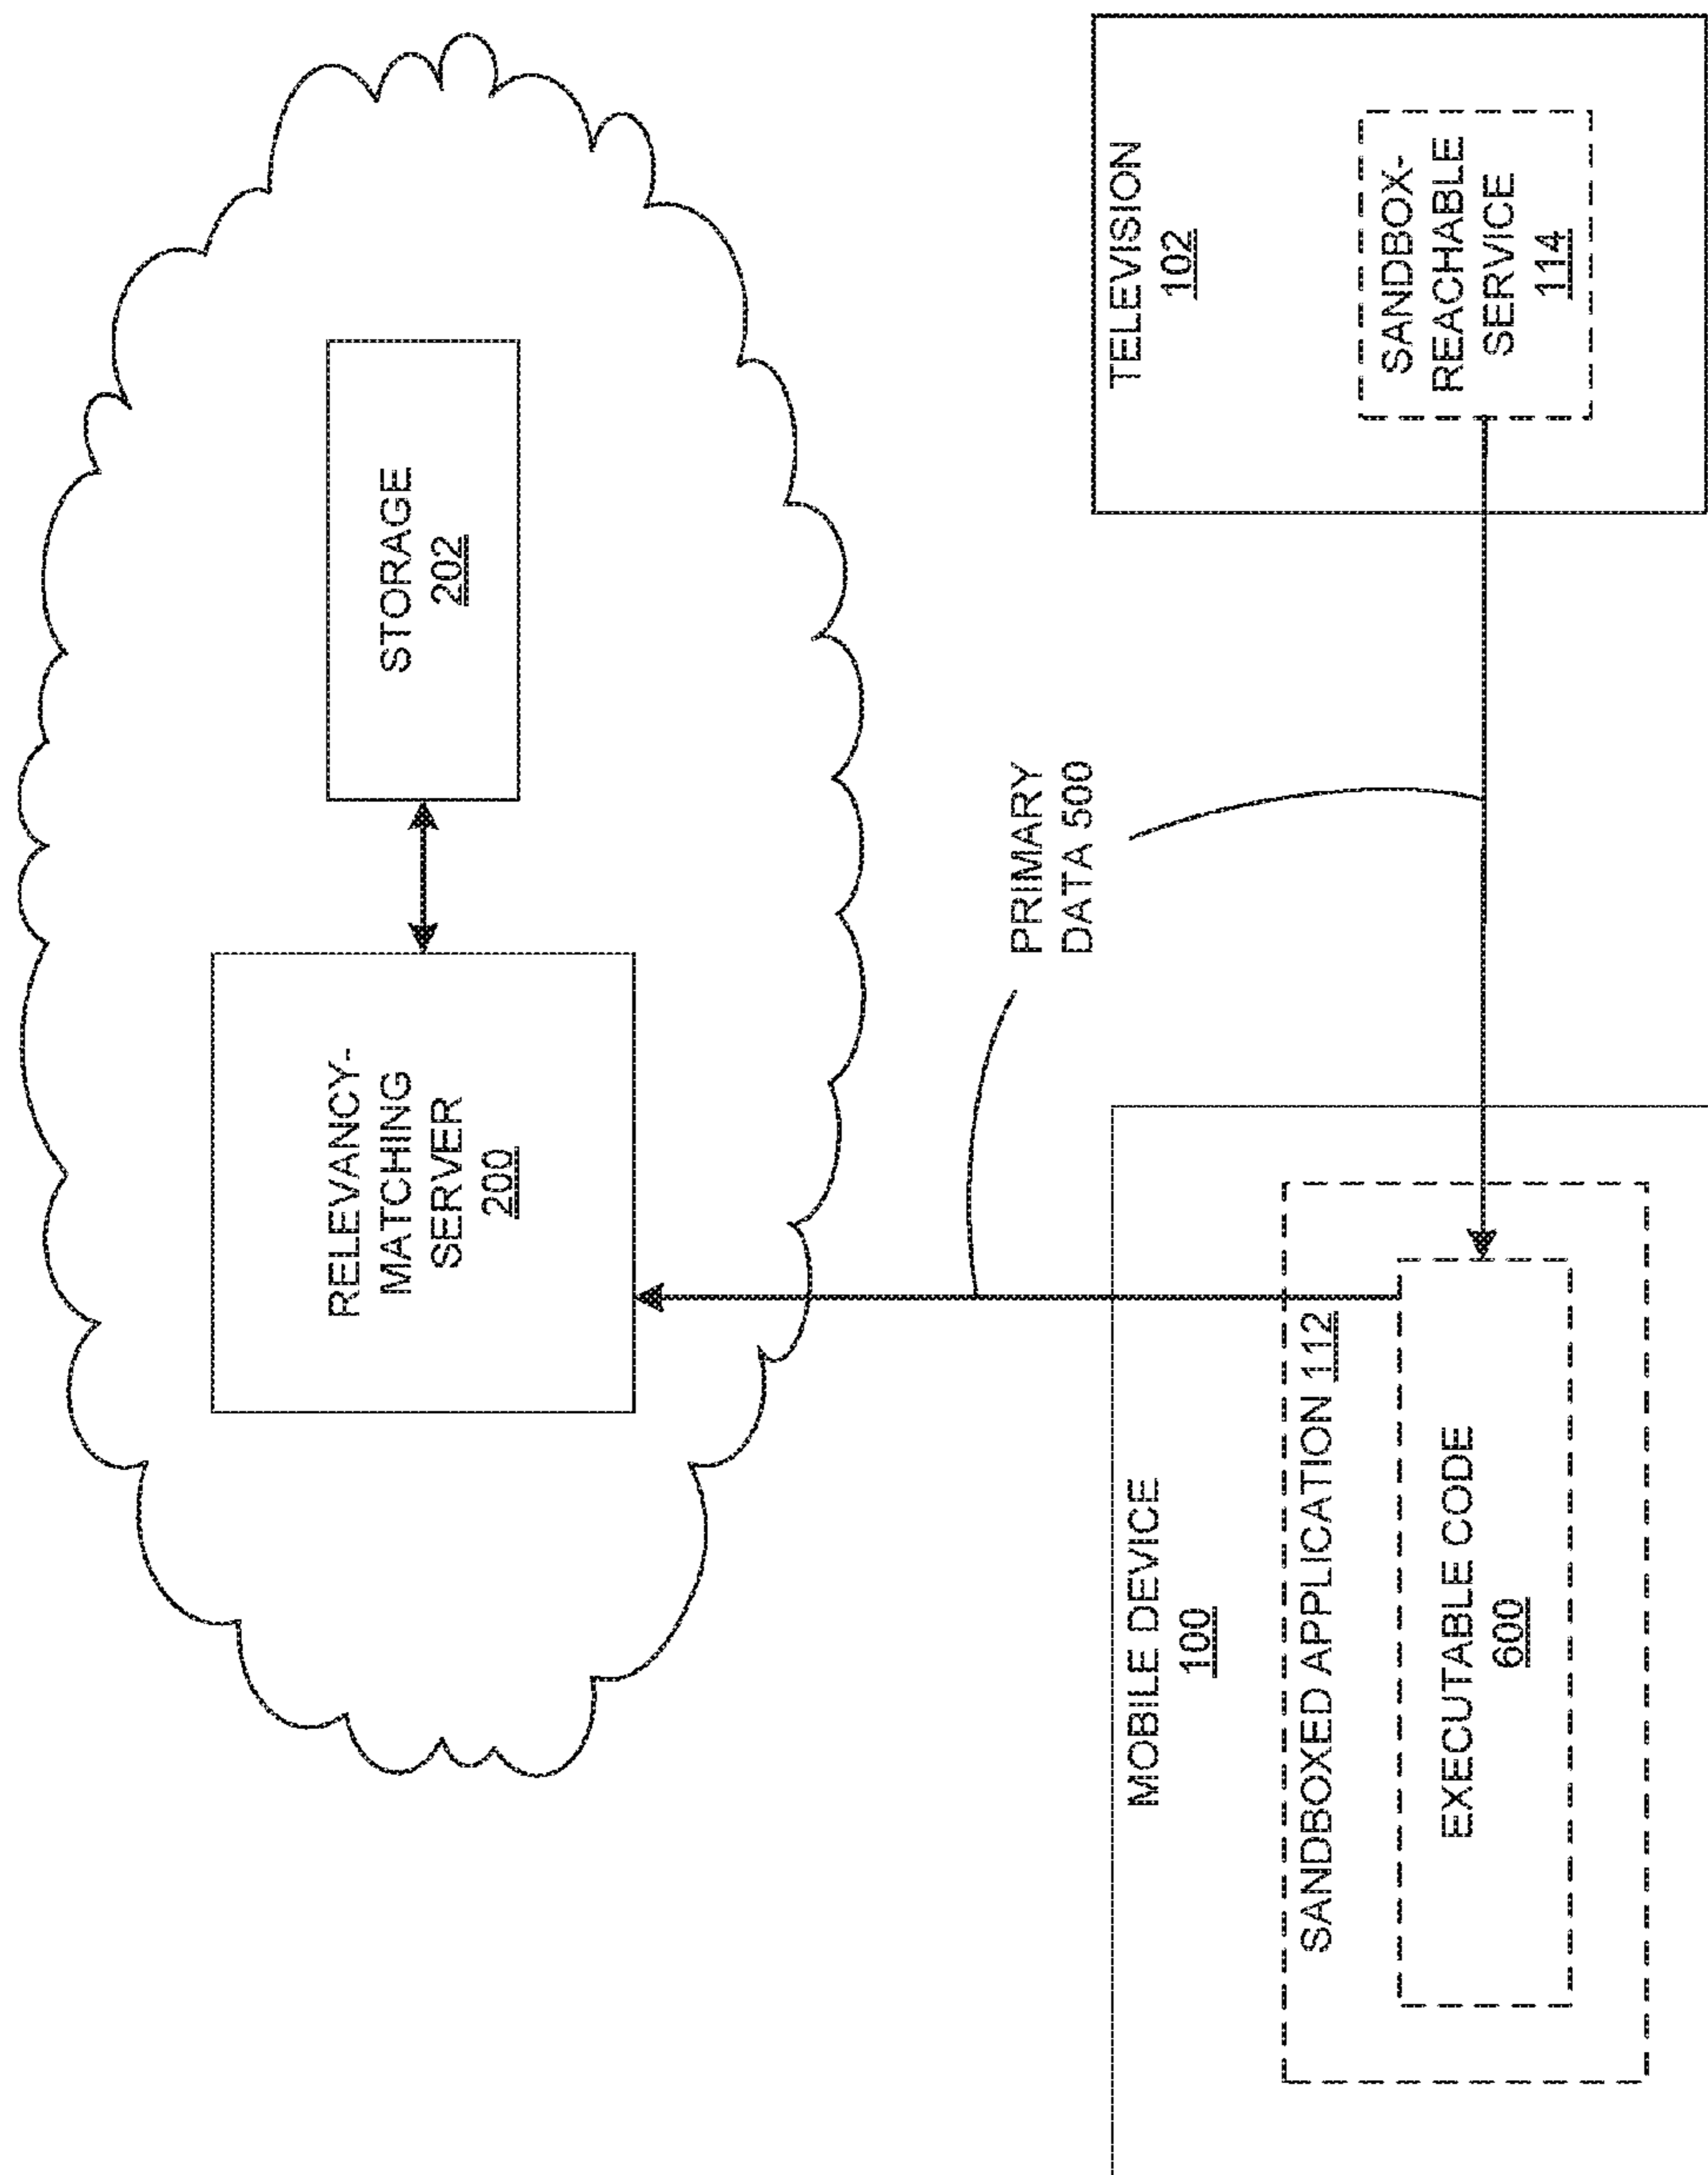 RELEVANCY-
MATCHING
SERVER
200
STORAGE
202
PRIMARY
DATA 500
MOBILE DEVICE
100
SANDBOXED APPLICATION 112
EXECUTABLE CODE
600
TELEVISION
102
SANDBOX-
REACHABLE
SERVICE
114